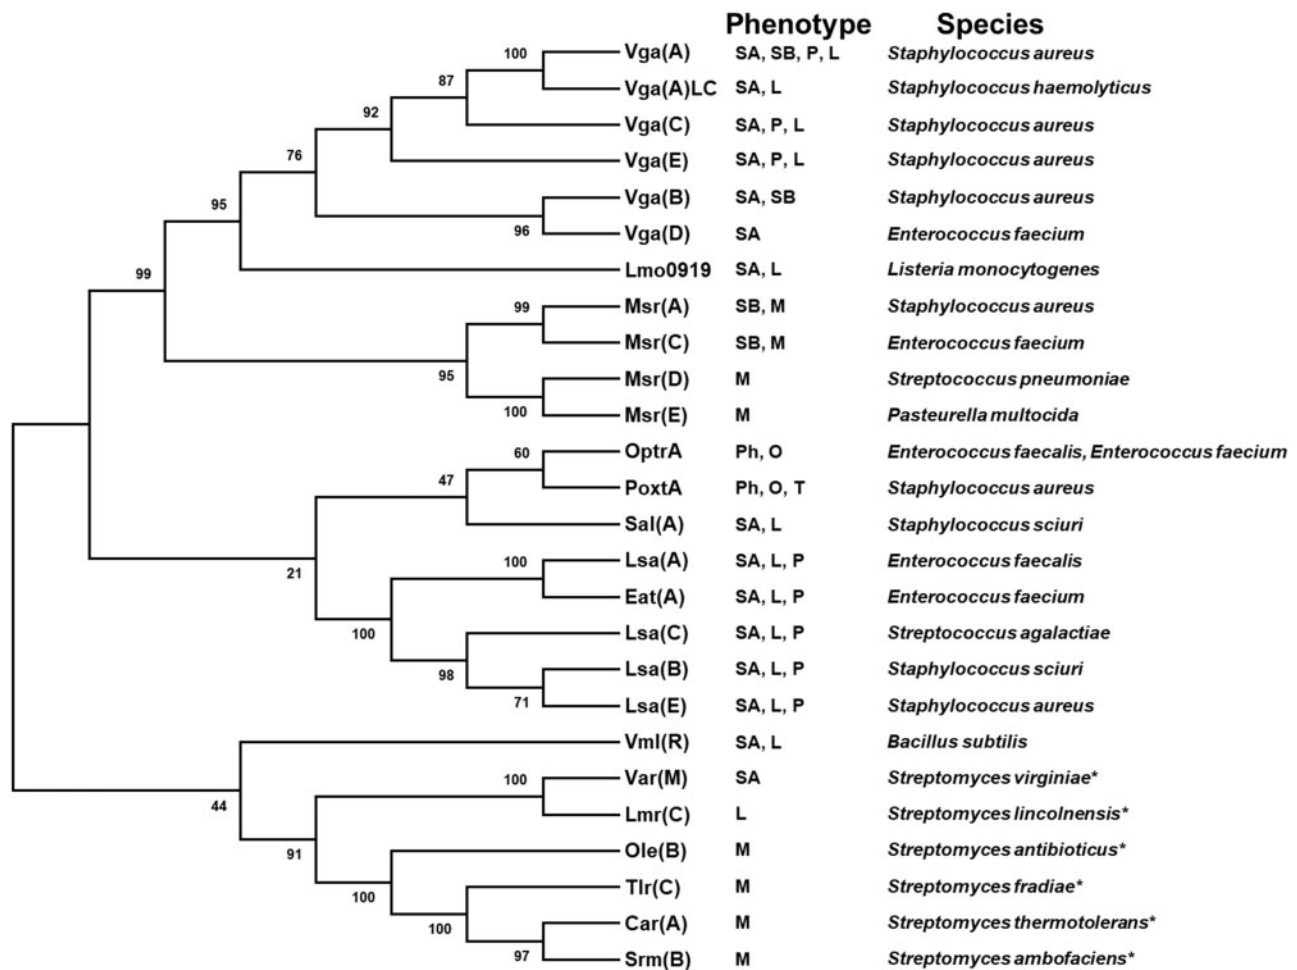 Phenotype Species
100 Vga(A) SA, SB, P, L Staphylococcus aureus
87 Vga(A)LC SA, L Staphylococcus haemolyticus
92 Vga(C) SA, P, L Staphylococcus aureus
76 Vga(E) SA, P, L Staphylococcus aureus
95 Vga(B) SA, SB Staphylococcus aureus
96 Vga(D) SA Enterococcus faecium
99 Lmo0919 SA, L Listeria monocytogenes
99 Msr(A) SB, M Staphylococcus aureus
Msr(C) SB, M Enterococcus faecium
95 Msr(D) M Streptococcus pneumoniae
100 Msr(E) M Pasteurella multocida
60 OptrA Ph, O Enterococcus faecalis, Enterococcus faecium
47 PoxtA Ph, O, T Staphylococcus aureus
Sal(A) SA, L Staphylococcus sciuri
21 100 Lsa(A) SA, L, P Enterococcus faecalis
Eat(A) SA, L, P Enterococcus faecium
100 Lsa(C) SA, L, P Streptococcus agalactiae
98 Lsa(B) SA, L, P Staphylococcus sciuri
71 Lsa(E) SA, L, P Staphylococcus aureus
Vml(R) SA, L Bacillus subtilis
100 Var(M) SA Streptomyces virginiae*
44 Lmr(C) L Streptomyces lincolnensis*
91 Ole(B) M Streptomyces antibioticus*
100 Tlr(C) M Streptomyces fradiae*
100 Car(A) M Streptomyces thermotolerans*
97 Srm(B) M Streptomyces ambofaciens*